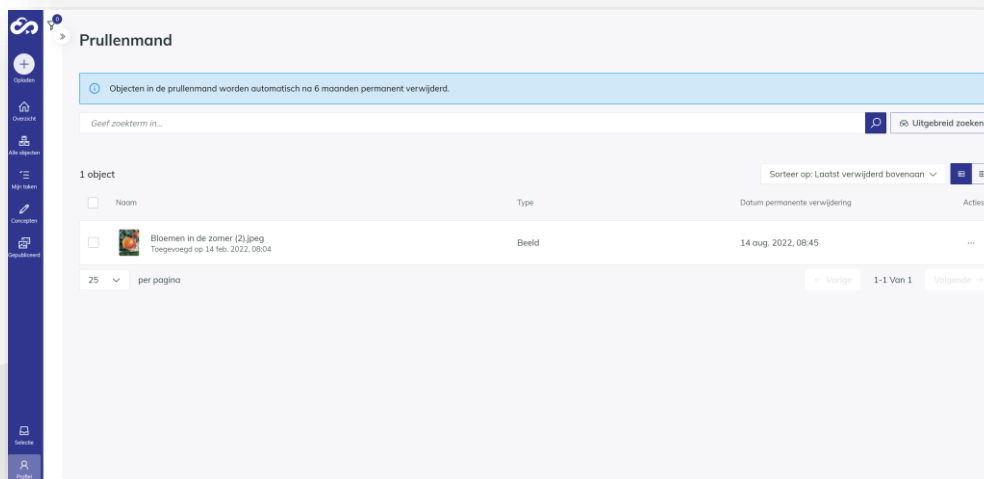 0
Prullenmand
Opladen
Objecten in de prullenmand worden automatisch na 6 maanden permanent verwijderd.
Overzicht
Geef zoekterm in...
Uitgebreid zoeken
Alle objecten
1 object
Sorteer op: Laatst verwijderd bovenaan
Mijn taken
Naam Type Datum permanente verwijdering Acties
Concepten
Bloemen in de zomer (2).jpeg Beeld 14 aug. 2022, 08:45 ...
Toegevoegd op 14 feb. 2022, 08:04
Gepubliceerd
25 per pagina
Vorige 1-1 Van 1 Volgende
Selectie
Profiel